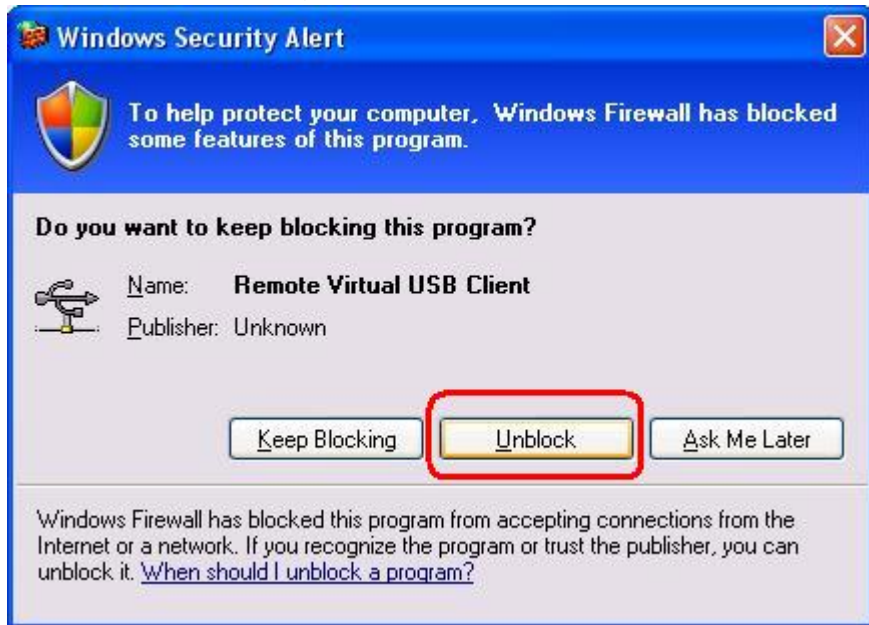 Windows Security Alert
To help protect your computer, Windows Firewall has blocked
some features of this program.
Do you want to keep blocking this program?
Name: Remote Virtual USB Client
Publisher: Unknown
Keep Blocking Unblock Ask Me Later
Windows Firewall has blocked this program from accepting connections from the
Internet or a network. If you recognize the program or trust the publisher, you can
unblock it. When should I unblock a program?